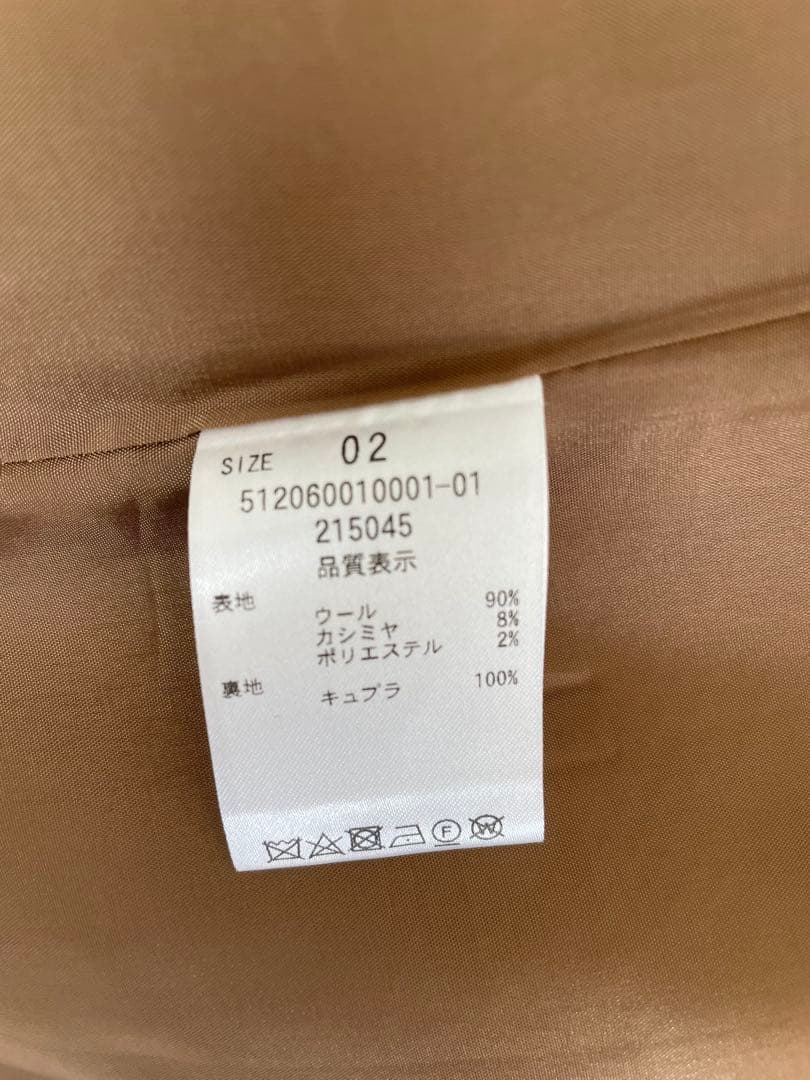 SIZE 02
512060010001-01
215045
品質表示
表地 ウール 90%
カシミヤ 8%
ポリエステル 2%
裏地 キュプラ 100%
F W